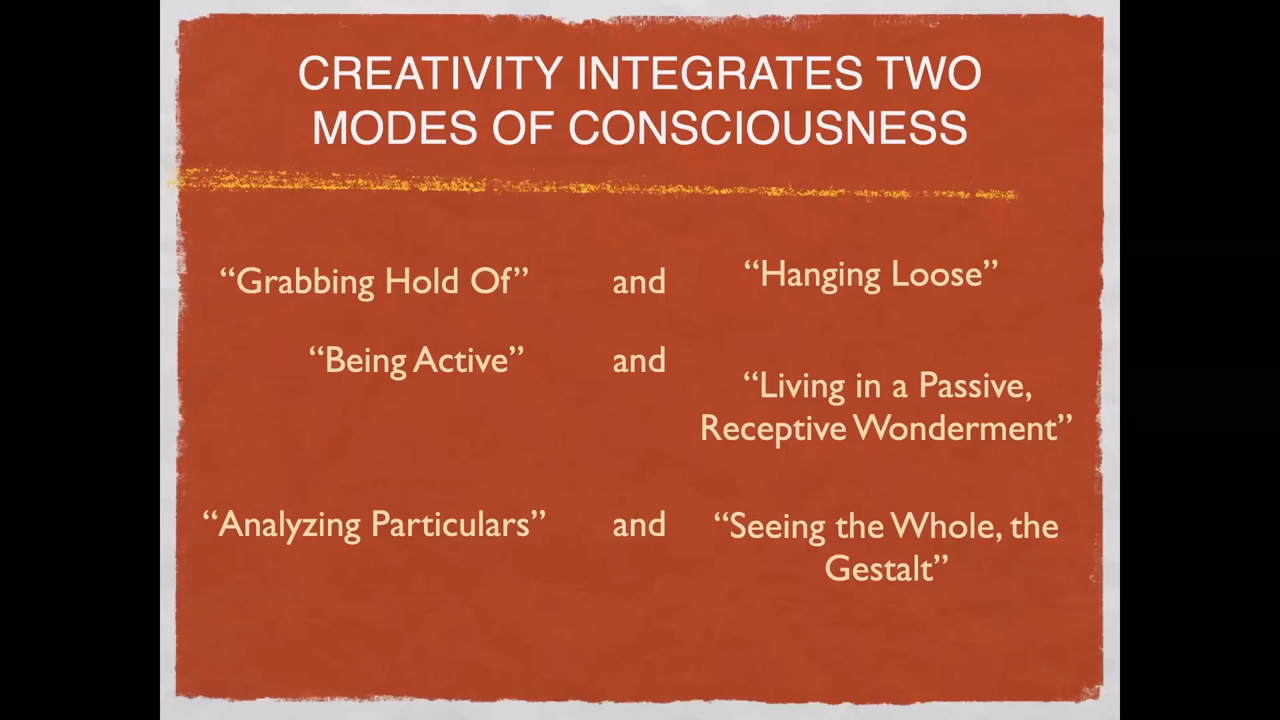 CREATIVITY INTEGRATES TWO
MODES OF CONSCIOUSNESS
“Grabbing Hold Of” and “Hanging Loose”
“Being Active” and
“Living in a Passive,
Receptive Wonderment”
“Analyzing Particulars” and “Seeing the Whole, the
Gestalt”